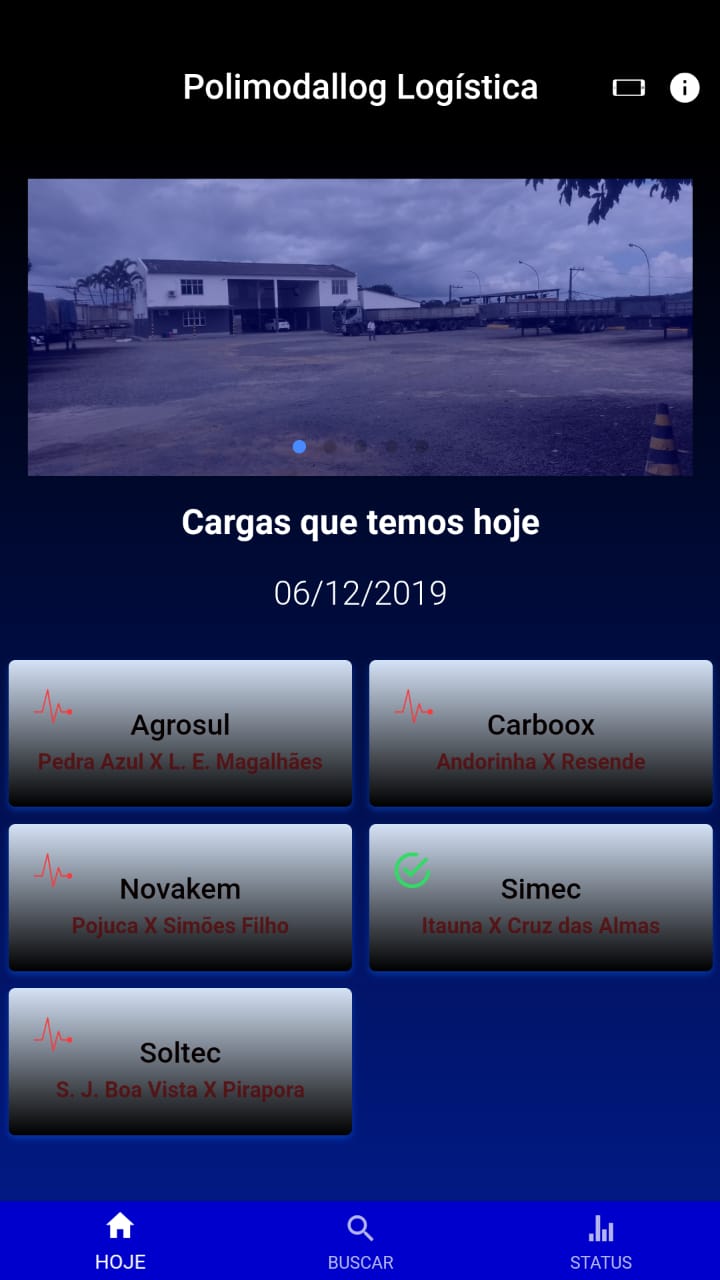 Polimodallog Logística
Cargas que temos hoje
06/12/2019
Agrosul
Pedra Azul X L. E. Magalhães
Carboox
Andorinha X Resende
Novakem
Pojuca X Simões Filho
Simec
Itauna X Cruz das Almas
Soltec
S. J. Boa Vista X Pirapora
HOJE
BUSCAR
STATUS